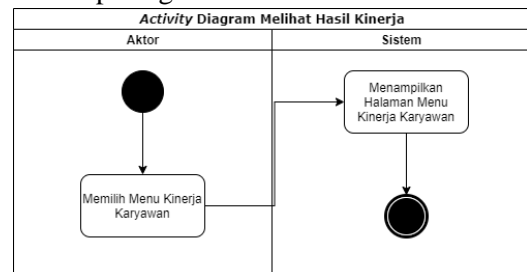 Activity Diagram Melihat Hasil Kinerja
Aktor
Sistem
Menampilkan
Halaman Menu
Kinerja Karyawan
Memilih Menu Kinerja
Karyawan